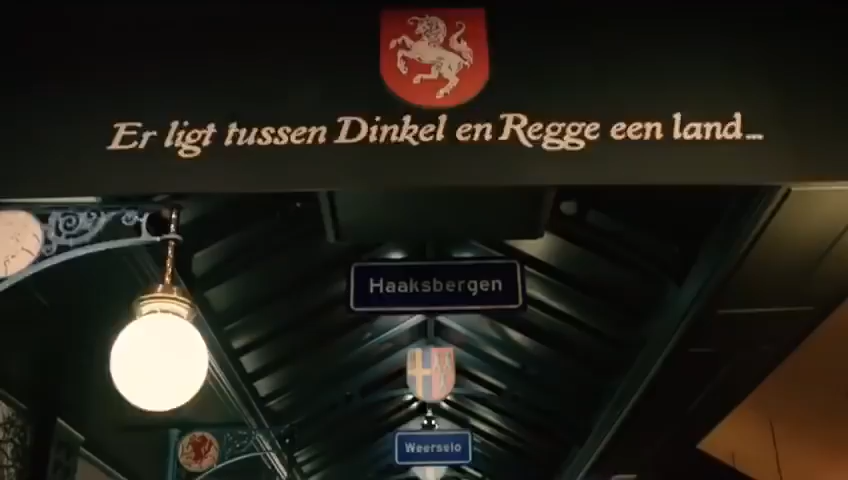 Er ligt tussen Dinkel en Regge een land...
Haaksbergen
Weerselo